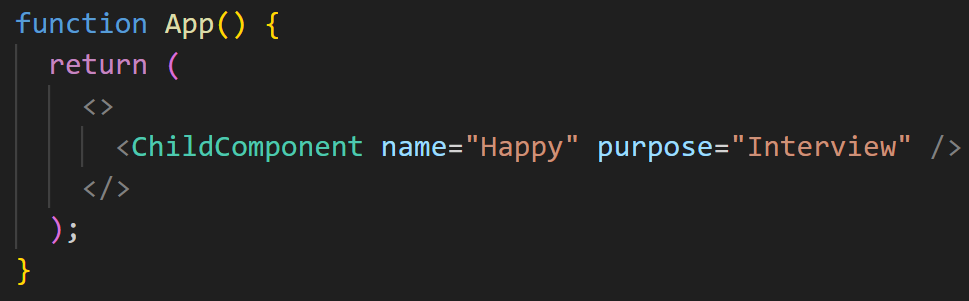 function App() {
  return (
    <>
      <ChildComponent name="Happy" purpose="Interview" />
    </>
  );
}